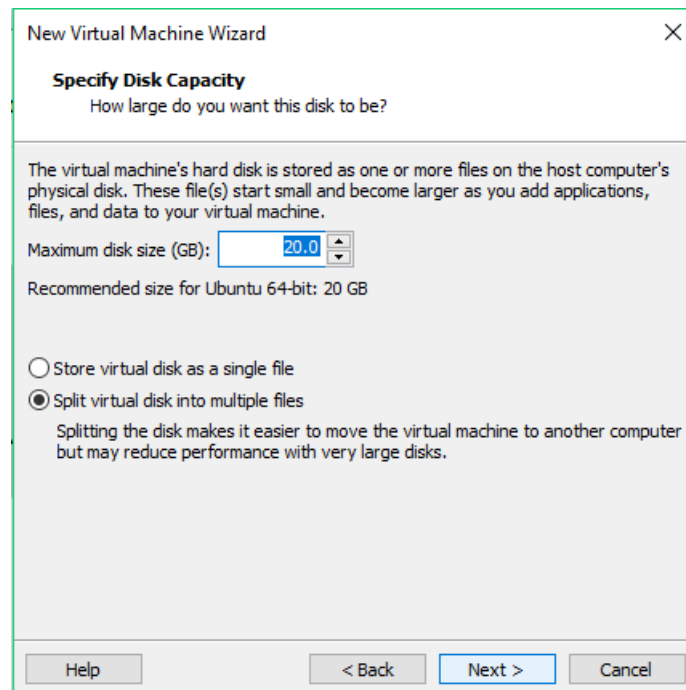 New Virtual Machine Wizard
Specify Disk Capacity
How large do you want this disk to be?
The virtual machine's hard disk is stored as one or more files on the host computer's
physical disk. These file(s) start small and become larger as you add applications,
files, and data to your virtual machine.
Maximum disk size (GB): 20.0
Recommended size for Ubuntu 64-bit: 20 GB
Store virtual disk as a single file
Split virtual disk into multiple files
Splitting the disk makes it easier to move the virtual machine to another computer
but may reduce performance with very large disks.
Help < Back Next > Cancel